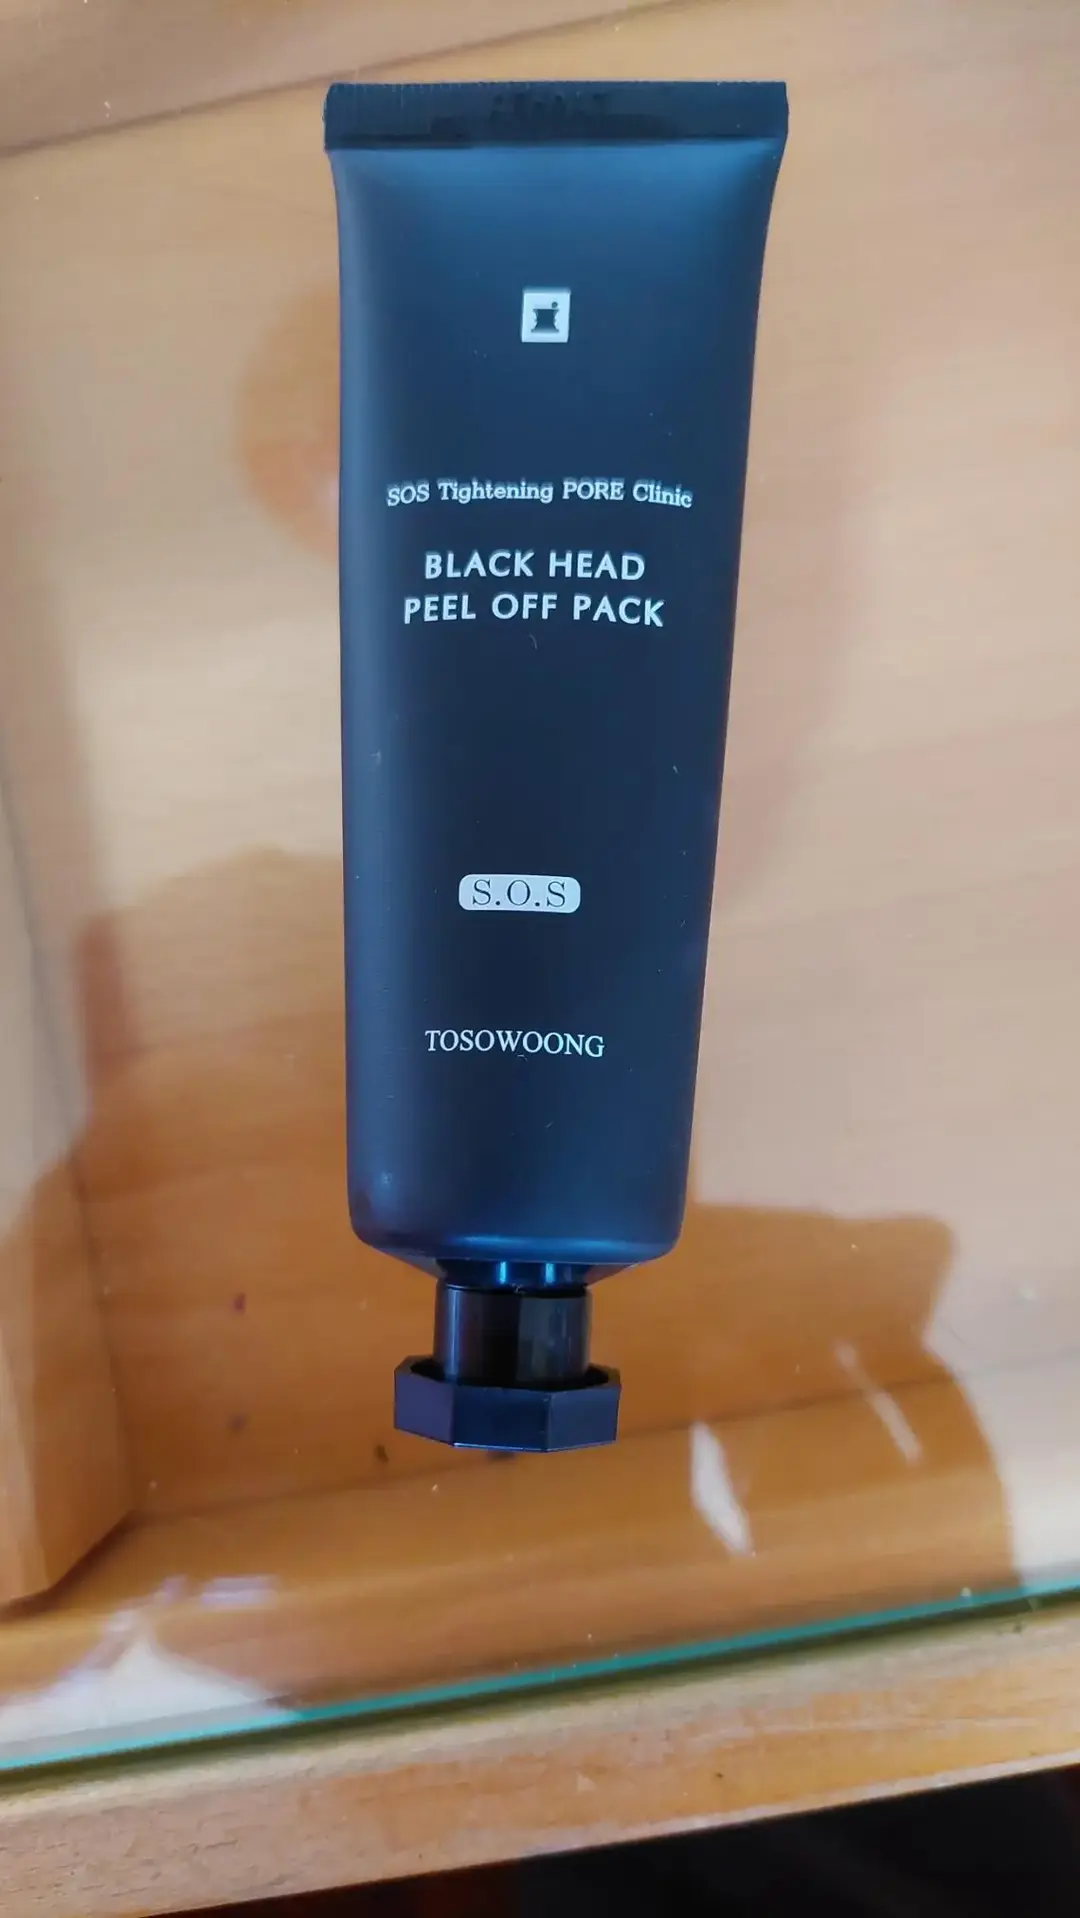 SOS Tightening PORE Clinic
BLACK HEAD
PEEL OFF PACK
S.O.S
TOSOWOONG